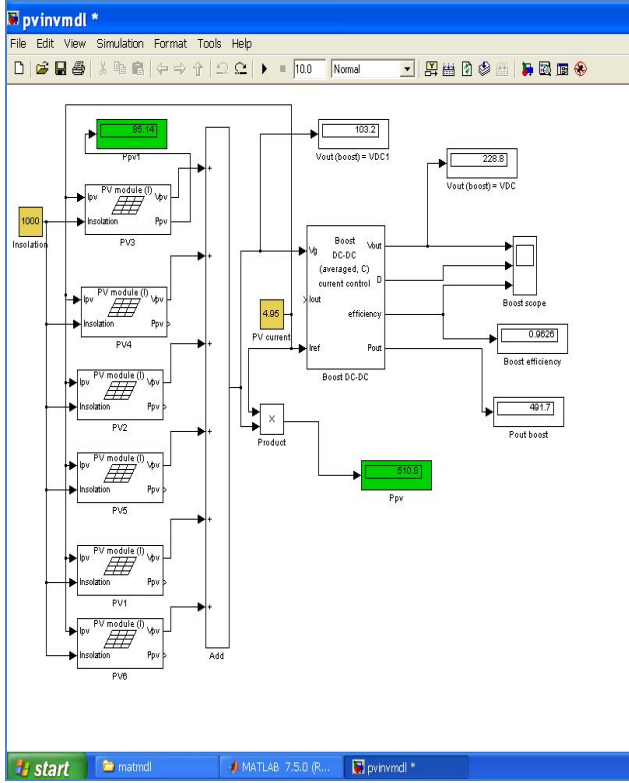 pvinvmdl *
File Edit View Simulation Format Tools Help
10.0 Normal
85.14
Ppv1
103.2
Vout (boost) = VDC1
228.8
Vout (boost) = VDC
1000
Insolation
PV module (I)
Ipv Vpv
Insolation Ppv
PV3
PV module (I)
Ipv Vpv
Insolation Ppv
PV4
PV module (I)
Ipv Vpv
Insolation Ppv
PV2
PV module (I)
Ipv Vpv
Insolation Ppv
PV5
PV module (I)
Ipv Vpv
Insolation Ppv
PV1
PV module (I)
Ipv Vpv
Insolation Ppv
PV6
+
+
+
+
+
+
Add
4.95
PV current
Boost
DC-DC
(averaged, C)
current control
Vg
Iout
Iref
Vout
D
efficiency
Pout
Boost DC-DC
Boost scope
0.9626
Boost efficiency
491.7
Pout boost
×
Product
510.8
Ppv
start
matmdl
MATLAB 7.5.0 (R...
pvinvmdl *